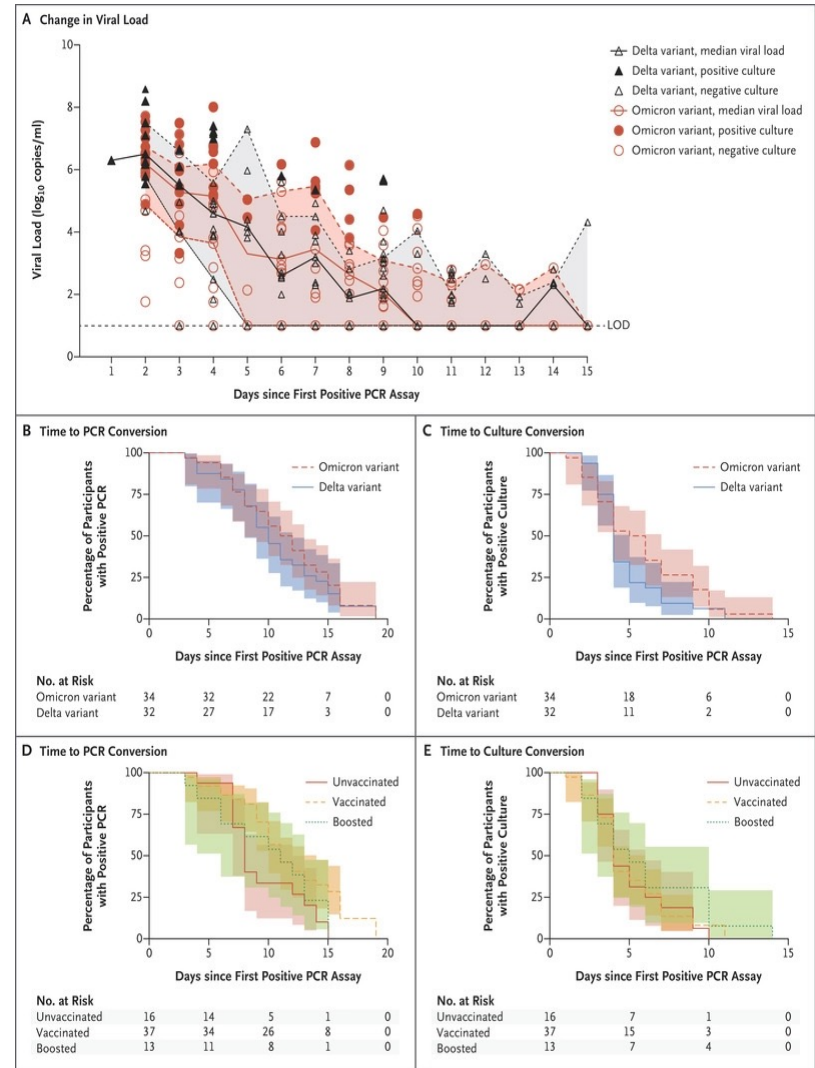 A Change in Viral Load
10
8
6
4
2
0
Viral Load (log10 copies/ml)
Delta variant, median viral load
Delta variant, positive culture
Delta variant, negative culture
Omicron variant, median viral load
Omicron variant, positive culture
Omicron variant, negative culture
LOD
1 2 3 4 5 6 7 8 9 10 11 12 13 14 15
Days since First Positive PCR Assay
B Time to PCR Conversion
100
75
50
25
0
Percentage of Participants
with Positive PCR
Omicron variant
Delta variant
0 5 10 15 20
Days since First Positive PCR Assay
No. at Risk
Omicron variant 34 32 22 7 0
Delta variant 32 27 17 3 0
C Time to Culture Conversion
100
75
50
25
0
Percentage of Participants
with Positive Culture
Omicron variant
Delta variant
0 5 10 15
Days since First Positive PCR Assay
No. at Risk
Omicron variant 34 18 6 0
Delta variant 32 11 2 0
D Time to PCR Conversion
100
75
50
25
0
Percentage of Participants
with Positive PCR
Unvaccinated
Vaccinated
Boosted
0 5 10 15 20
Days since First Positive PCR Assay
No. at Risk
Unvaccinated 16 14 5 1 0
Vaccinated 37 34 26 8 0
Boosted 13 11 8 1 0
E Time to Culture Conversion
100
75
50
25
0
Percentage of Participants
with Positive Culture
Unvaccinated
Vaccinated
Boosted
0 5 10 15
Days since First Positive PCR Assay
No. at Risk
Unvaccinated 16 7 1 0
Vaccinated 37 15 3 0
Boosted 13 7 4 0